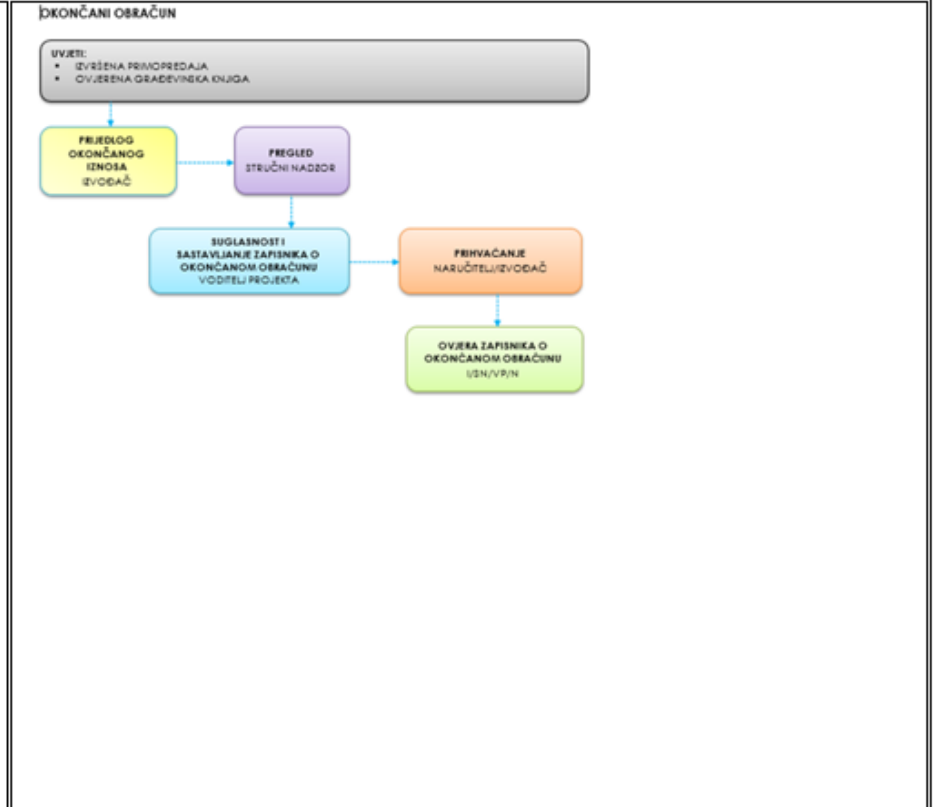 OKONČANI OBRAČUN
UVJETI:
▪ IZVRŠENA PRIMOPREDAJA
▪ OVJERENA GRAĐEVINSKA KNJIGA
PRIJEDLOG
OKONČANOG
IZNOSA
IZVOĐAČ
PREGLED
STRUČNI NADZOR
SUGLASNOST I
SASTAVLJANJE ZAPISNIKA O
OKONČANOM OBRAČUNU
VODITELJ PROJEKTA
PRIHVAĆANJE
NARUČITELJ/IZVOĐAČ
OVJERA ZAPISNIKA O
OKONČANOM OBRAČUNU
I/SN/VP/N